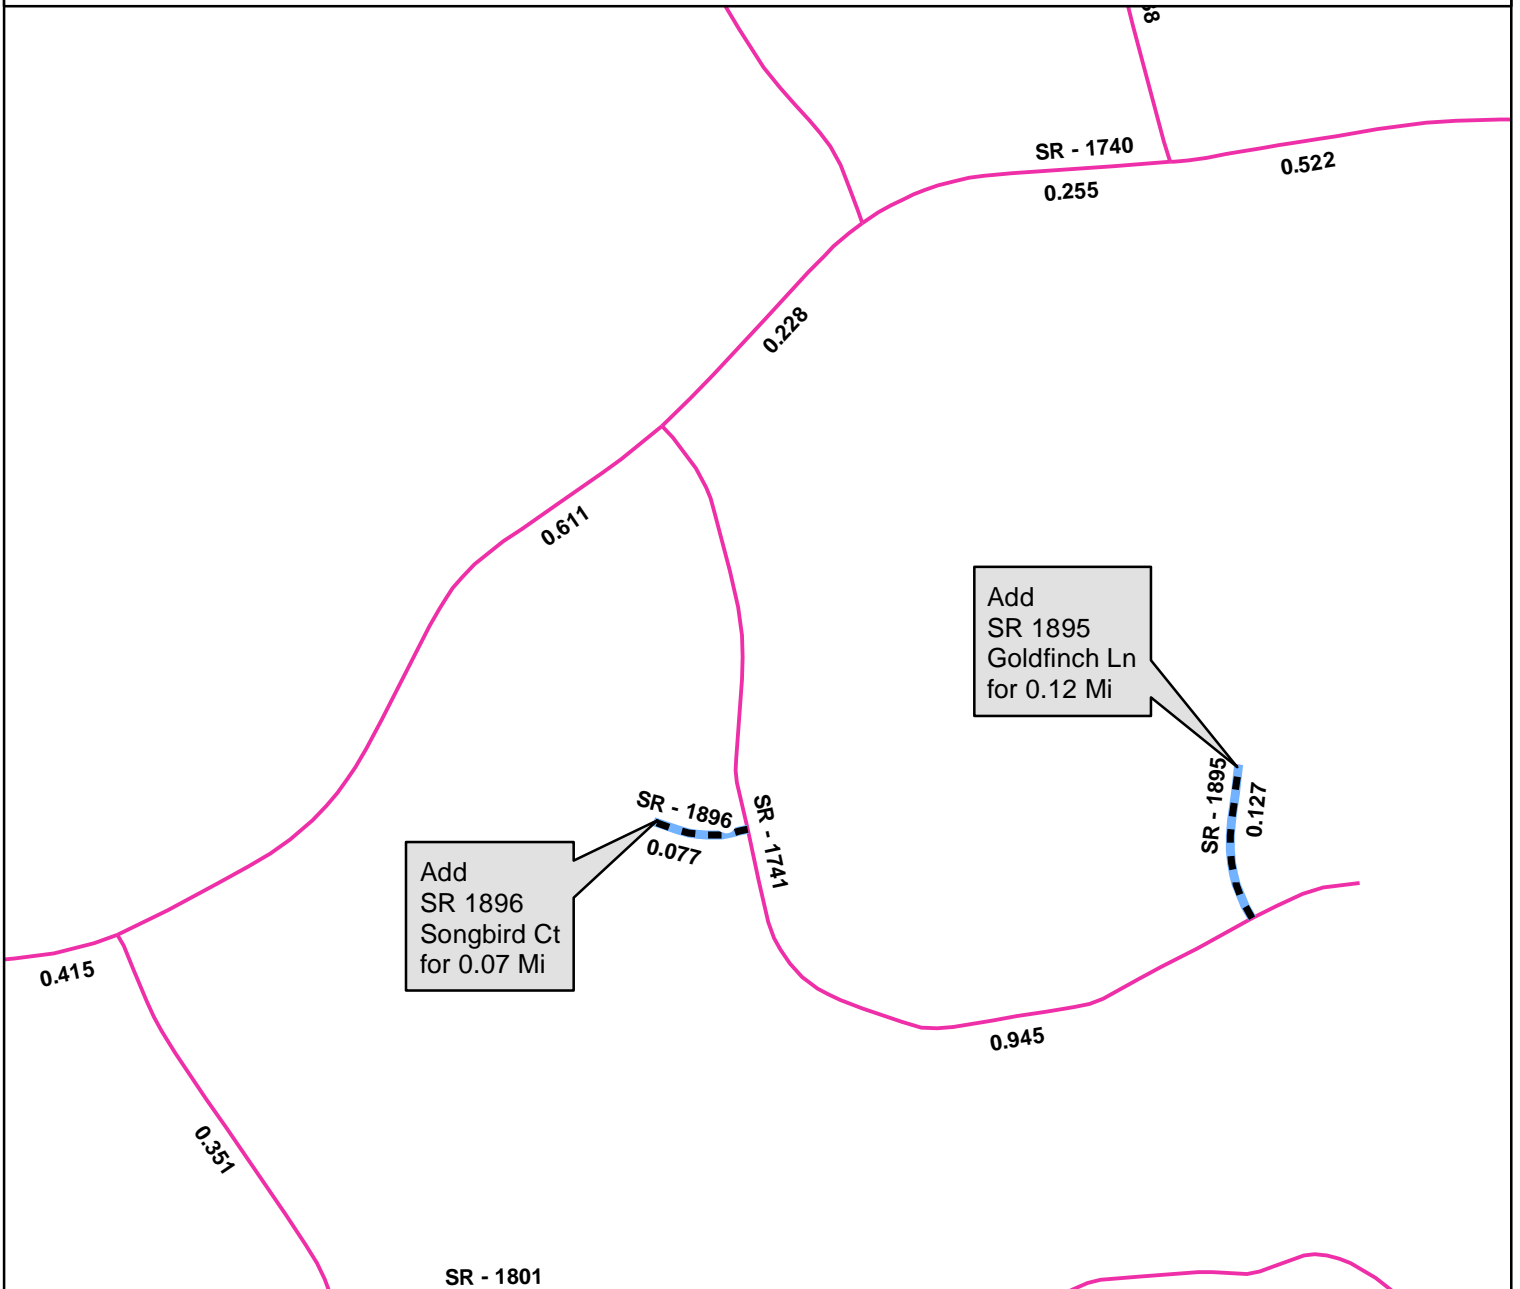 SR - 1740
0.255
0.522
0.228
0.611
Add
SR 1895
Goldfinch Ln
for 0.12 Mi
SR - 1895
0.127
SR - 1896
0.077
SR - 1741
Add
SR 1896
Songbird Ct
for 0.07 Mi
0.415
0.945
0.351
SR - 1801